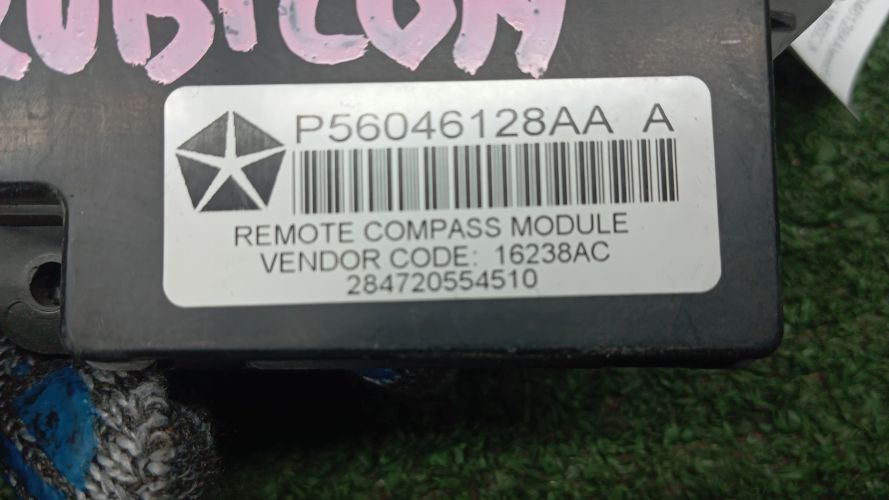 RUBICON
P56046128AA A
REMOTE COMPASS MODULE
VENDOR CODE: 16238AC
284720554510